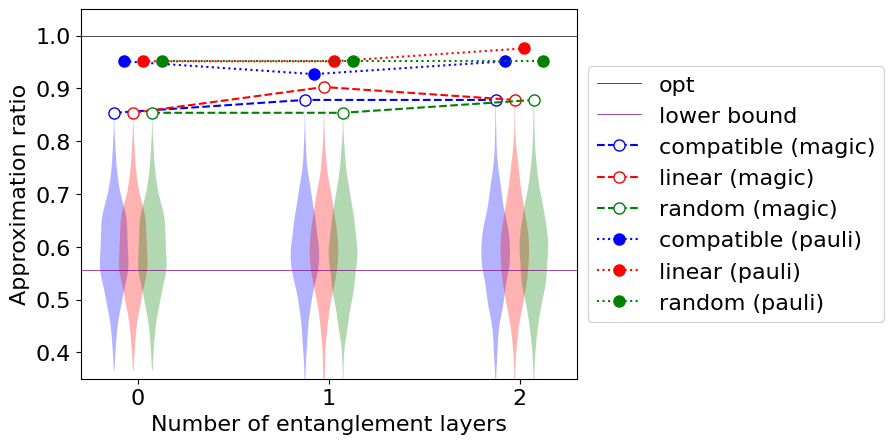 1.0
0.9
0.8
0.7
0.6
0.5
0.4
Approximation ratio
0 1 2
Number of entanglement layers
opt
lower bound
compatible (magic)
linear (magic)
random (magic)
compatible (pauli)
linear (pauli)
random (pauli)